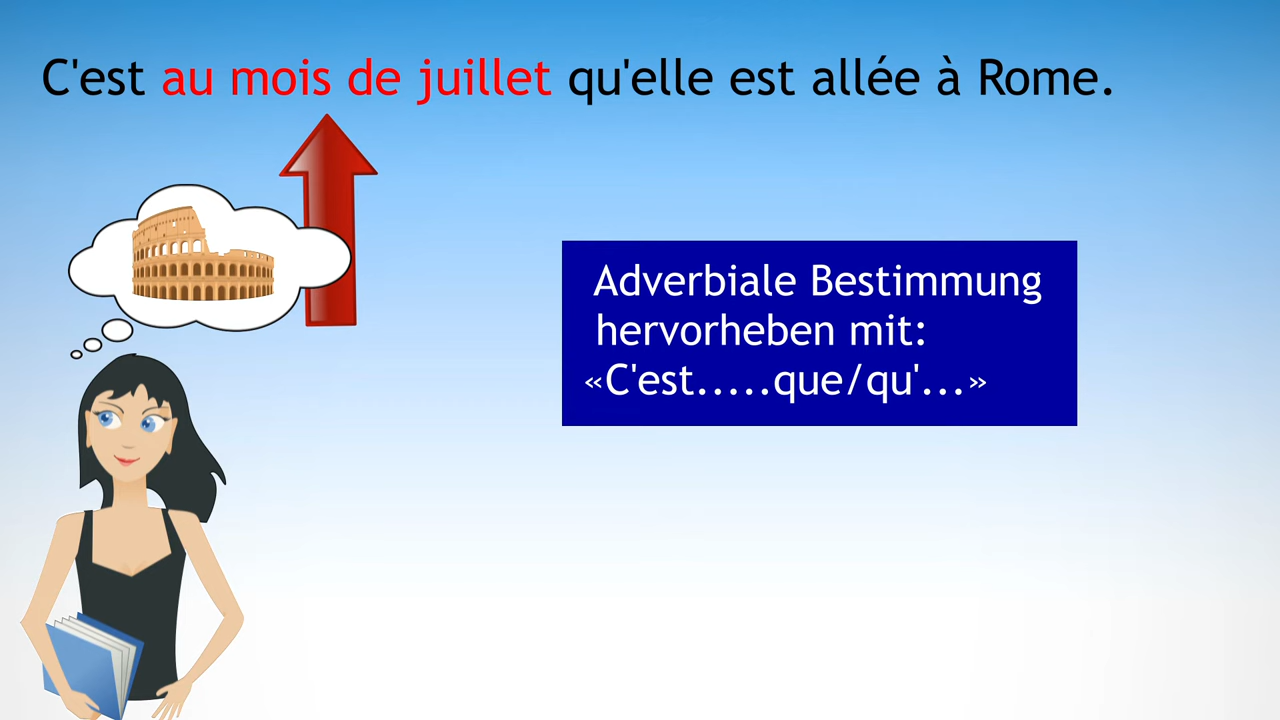 C'est au mois de juillet qu'elle est allée à Rome.
Adverbiale Bestimmung
hervorheben mit:
«C'est.....que/qu'...»